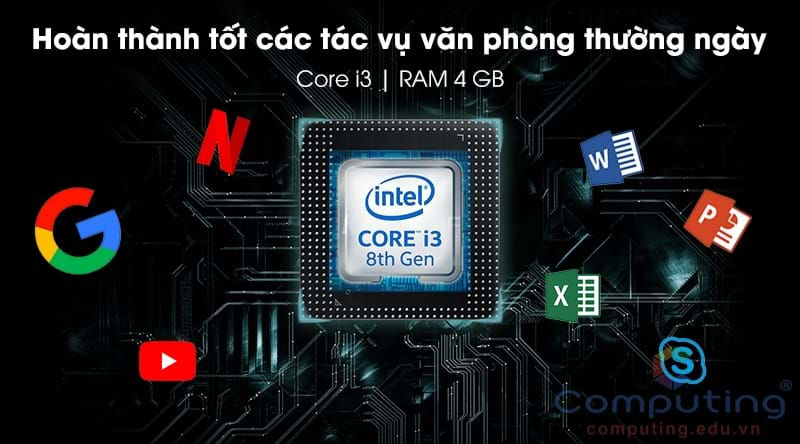 Hoàn thành tốt các tác vụ văn phòng thường ngày
Core i3 | RAM 4 GB
N
W
intel
CORE™ i3
8th Gen
G
P
X
S
Computing®
computing.edu.vn